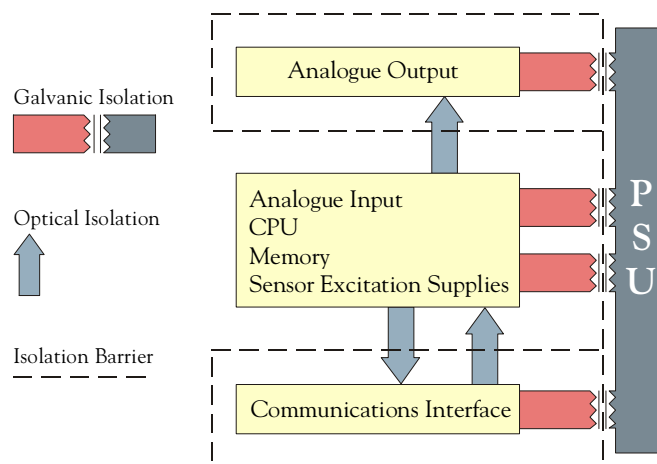 Galvanic Isolation
Optical Isolation
Isolation Barrier
Analogue Output
Analogue Input
CPU
Memory
Sensor Excitation Supplies
Communications Interface
P
S
U